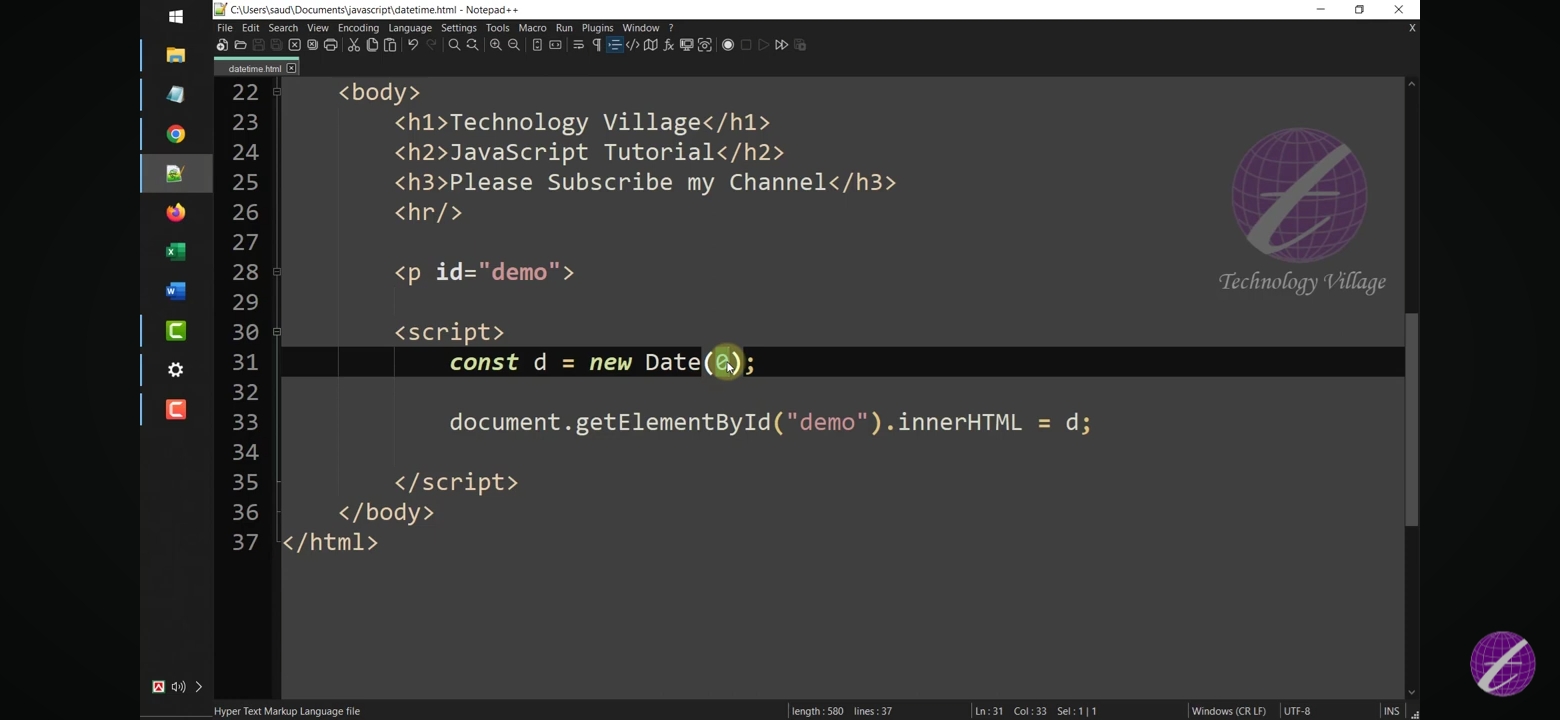 C:\Users\saud\Documents\javascript\datetime.html - Notepad++
File Edit Search View Encoding Language Settings Tools Macro Run Plugins Window ? X
datetime.html
22 <body>
23 <h1>Technology Village</h1>
24 <h2>JavaScript Tutorial</h2>
25 <h3>Please Subscribe my Channel</h3>
26 <hr/>
27
28 <p id="demo">
29
30 <script>
31 const d = new Date(0);
32
33 document.getElementById("demo").innerHTML = d;
34
35 </script>
36 </body>
37 </html>
Technology Village
Hyper Text Markup Language file length : 580 lines : 37 Ln : 31 Col : 33 Sel : 1 | 1 Windows (CR LF) UTF-8 INS